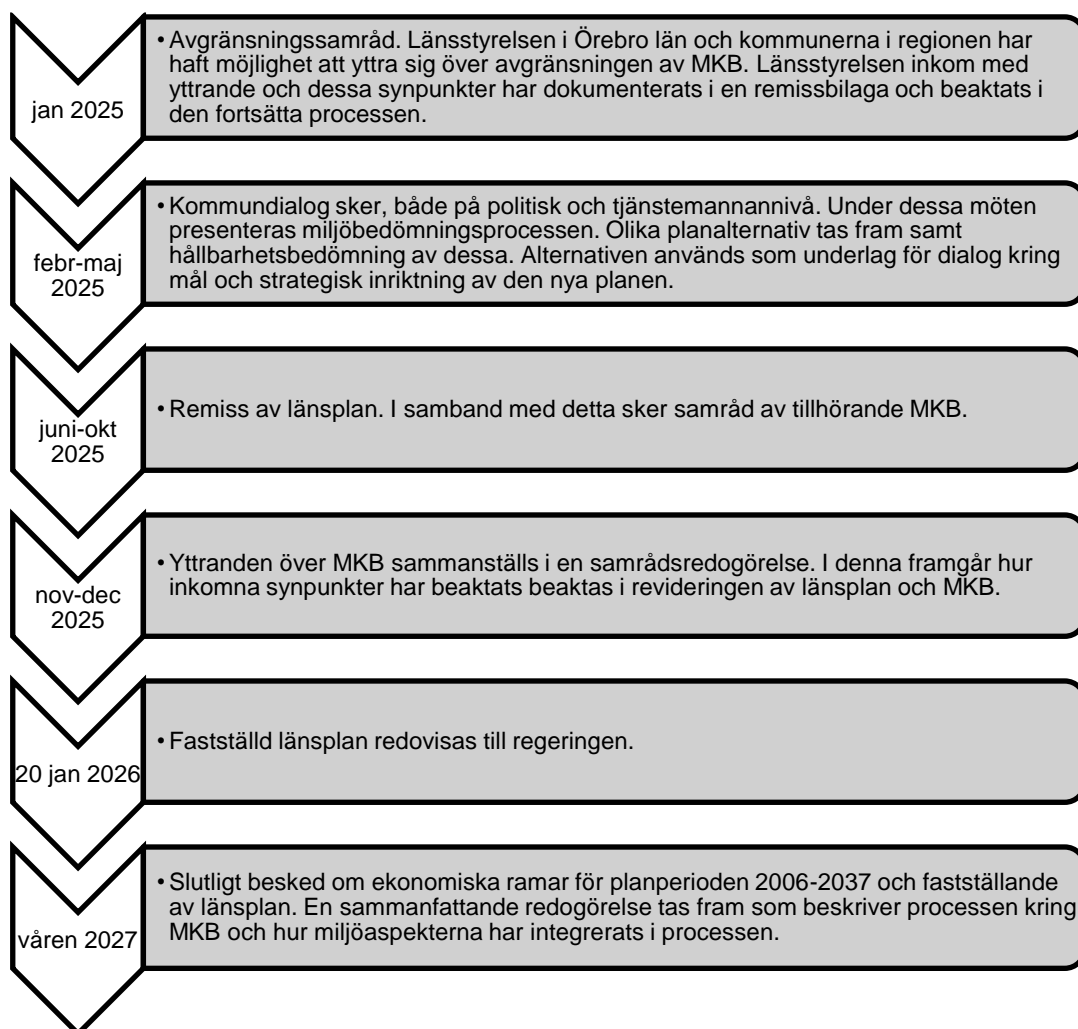 jan 2025
• Avgränsningssamråd. Länsstyrelsen i Örebro län och kommunerna i regionen har
haft möjlighet att yttra sig över avgränsningen av MKB. Länsstyrelsen inkom med
yttrande och dessa synpunkter har dokumenterats i en remissbilaga och beaktats i
den fortsätta processen.
febr-maj
2025
• Kommundialog sker, både på politisk och tjänstemannannivå. Under dessa möten
presenteras miljöbedömningsprocessen. Olika planalternativ tas fram samt
hållbarhetsbedömning av dessa. Alternativen används som underlag för dialog kring
mål och strategisk inriktning av den nya planen.
juni-okt
2025
• Remiss av länsplan. I samband med detta sker samråd av tillhörande MKB.
nov-dec
2025
• Yttranden över MKB sammanställs i en samrådsredogörelse. I denna framgår hur
inkomna synpunkter har beaktats beaktas i revideringen av länsplan och MKB.
20 jan 2026
• Fastställd länsplan redovisas till regeringen.
våren 2027
• Slutligt besked om ekonomiska ramar för planperioden 2006-2037 och fastställande
av länsplan. En sammanfattande redogörelse tas fram som beskriver processen kring
MKB och hur miljöaspekterna har integrerats i processen.